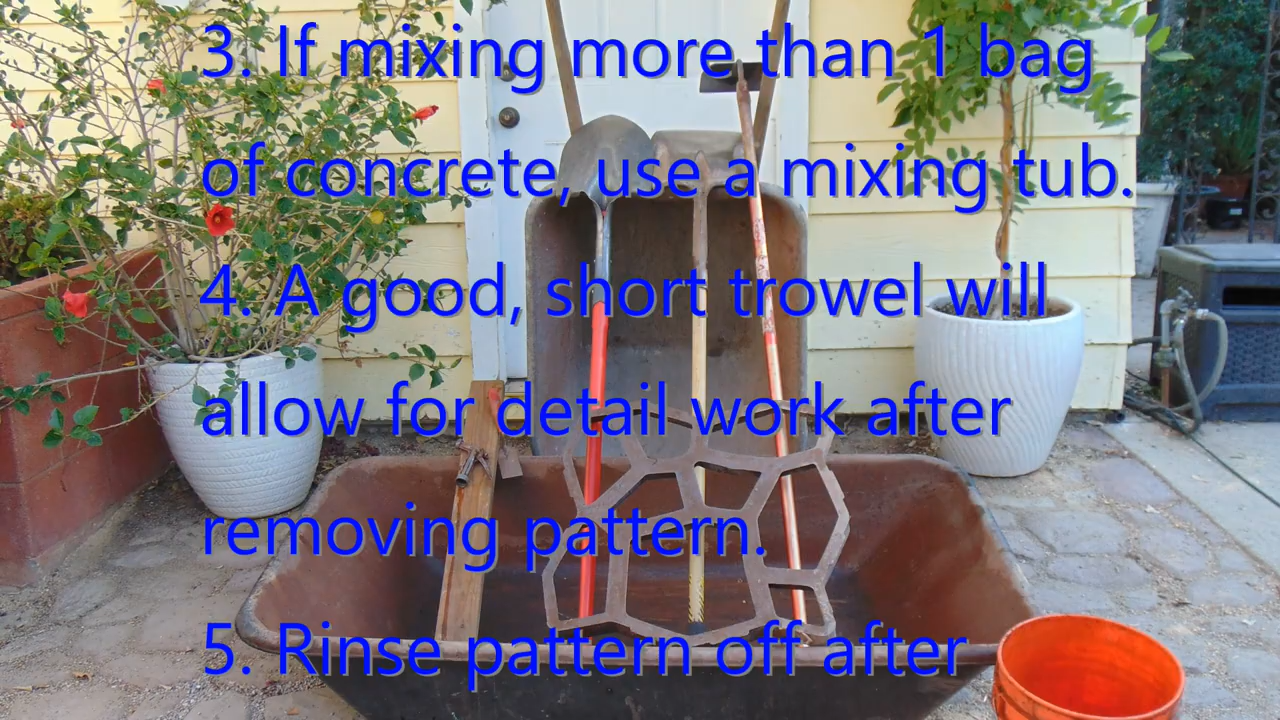 3. If mixing more than 1 bag
of concrete, use a mixing tub.
4. A good, short trowel will
allow for detail work after
removing pattern.
5. Rinse pattern off after